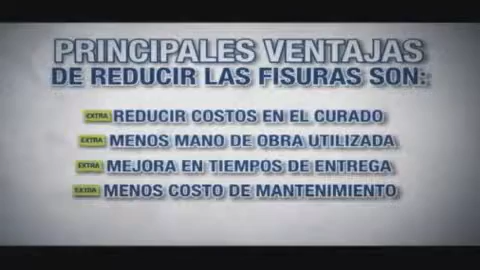 PRINCIPALES VENTAJAS
DE REDUCIR LAS FISURAS SON:
EXTRA REDUCIR COSTOS EN EL CURADO
EXTRA MENOS MANO DE OBRA UTILIZADA
EXTRA MEJORA EN TIEMPOS DE ENTREGA
EXTRA MENOS COSTO DE MANTENIMIENTO